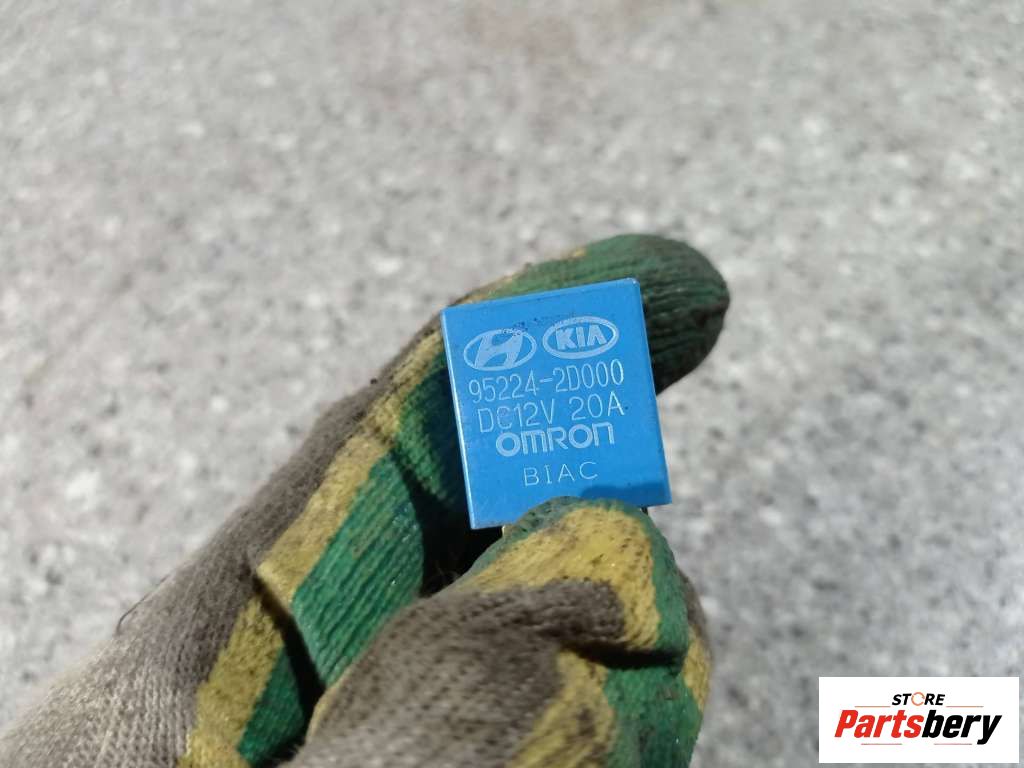 KIA
95224-2D000
DC12V 20A
OMRON
BIAC
STORE
Partsbery